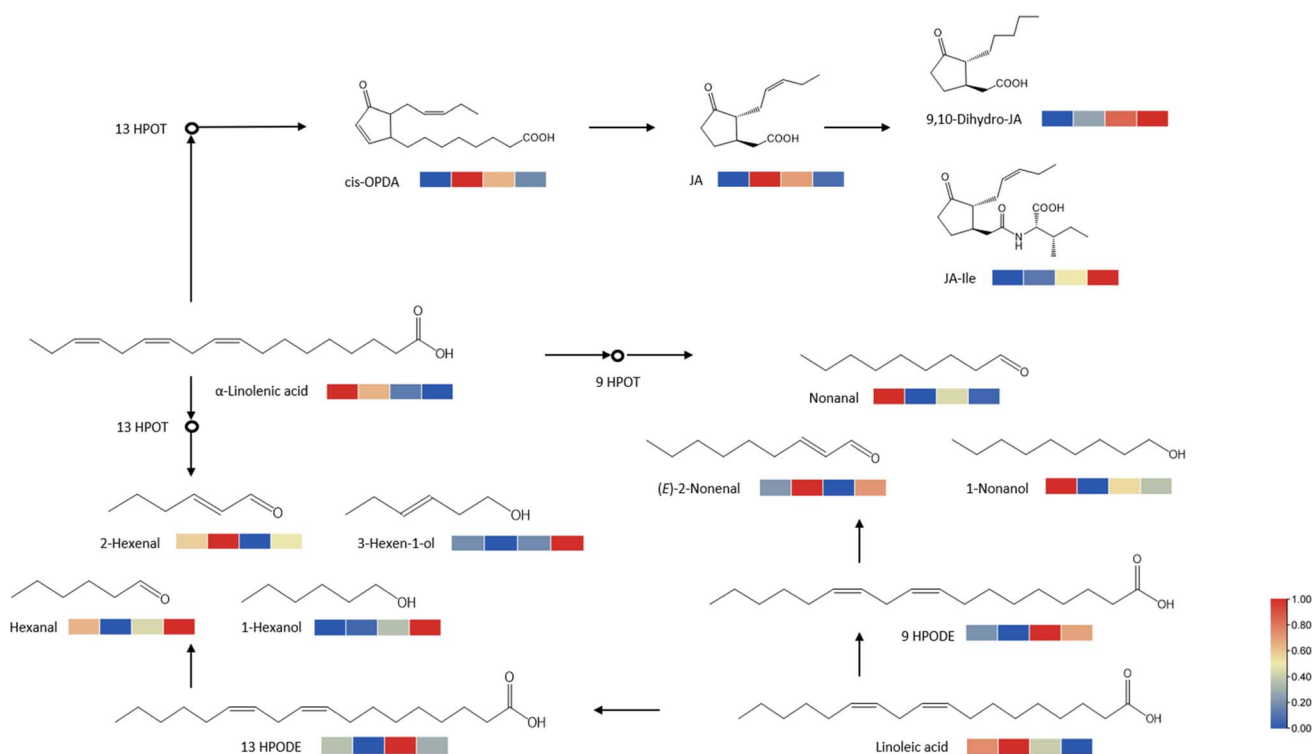 O
COOH
9,10-Dihydro-JA
13 HPOT
O
COOH
cis-OPDA
O
COOH
JA
O
O
COOH
N
H
JA-Ile
O
OH
α-Linolenic acid
9 HPOT
O
Nonanal
13 HPOT
O
(E)-2-Nonenal
OH
1-Nonanol
O
2-Hexenal
OH
3-Hexen-1-ol
O
Hexanal
OH
1-Hexanol
O
OH
9 HPODE
O
OH
13 HPODE
O
OH
Linoleic acid
1.00
0.80
0.60
0.40
0.20
0.00